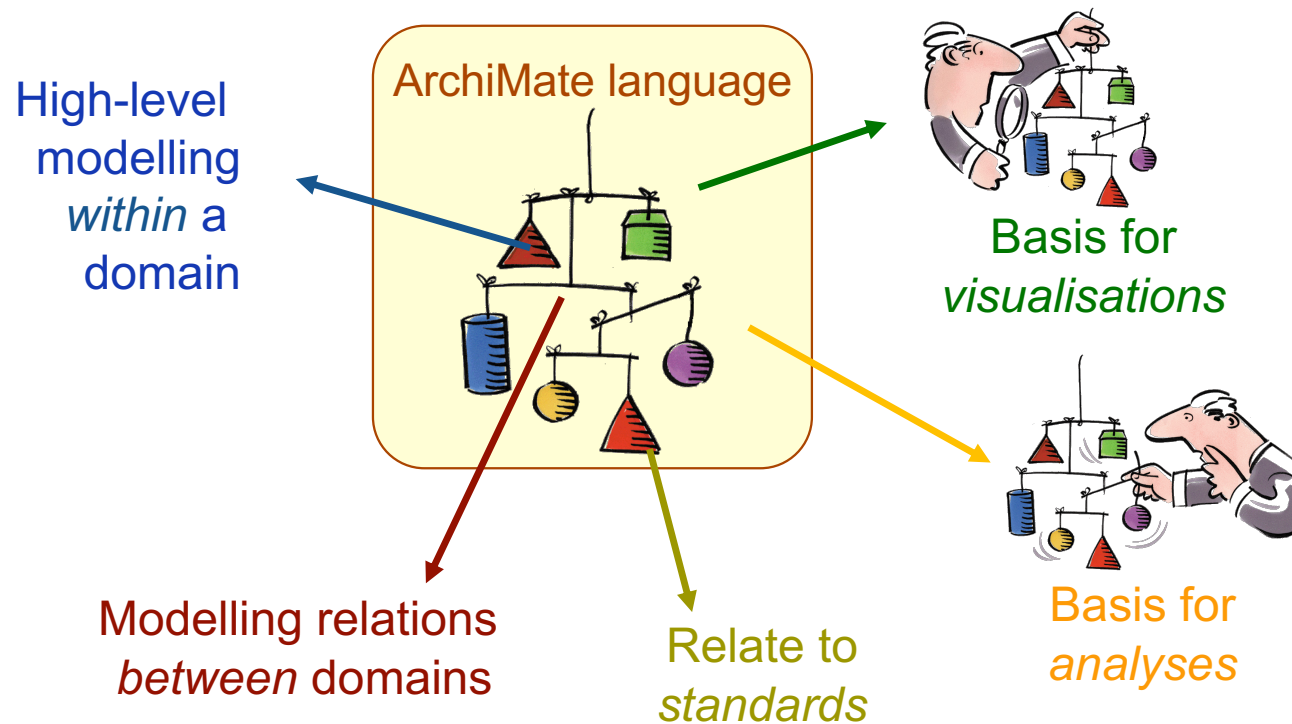 ArchiMate language
High-level
modelling
within a
domain
Basis for
visualisations
Modelling relations
between domains
Relate to
standards
Basis for
analyses